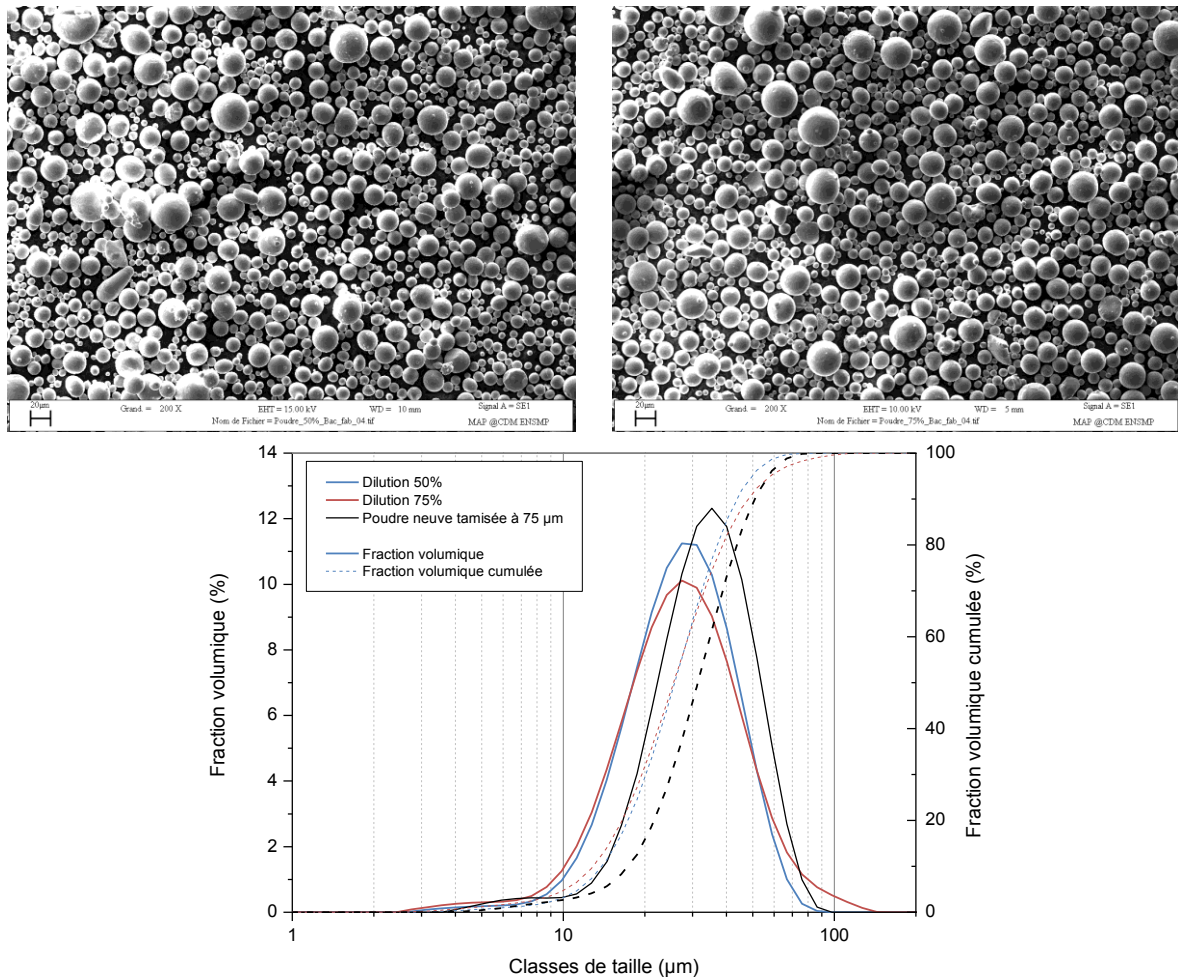 20µm
Grand. = 200 X
EHT = 15.00 kV
WD = 10 mm
Signal A = SE1
Nom de Fichier = Poudre_50%_Bac_fab_04.tif
MAP @CDM ENSMP
20µm
Grand. = 200 X
EHT = 10.00 kV
WD = 5 mm
Signal A = SE1
Nom de Fichier = Poudre_75%_Bac_fab_04.tif
MAP @CDM ENSMP
Dilution 50%
Dilution 75%
Poudre neuve tamisée à 75 µm
Fraction volumique
Fraction volumique cumulée
Fraction volumique (%)
14
12
10
8
6
4
2
0
100
80
60
40
20
0
Fraction volumique cumulée (%)
1
10
100
Classes de taille (µm)